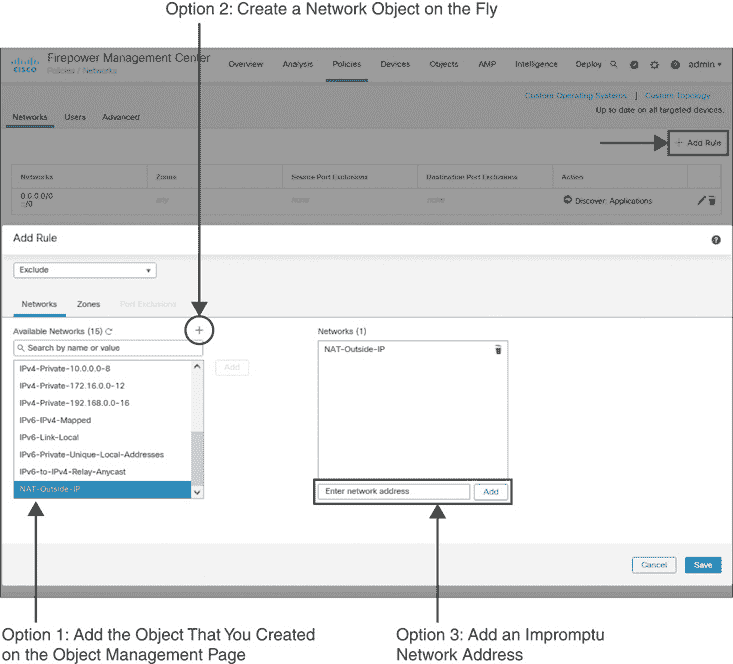 Option 2: Create a Network Object on the Fly
CISCO
Firepower Management Center
Policies / Networks
Overview
Analysis
Policies
Devices
Objects
AMP
Intelligence
Deploy
admin
Custom Operating Systems | Custom Topology
Up to date on all targeted devices.
Networks
Users
Advanced
+ Add Rule
Networks
Zones
Source Port Exclusions
Destination Port Exclusions
Action
0.0.0.0/0
::/0
any
none
none
Discover: Applications
Add Rule
Exclude
Networks
Zones
Port Exclusions
Available Networks (15)
+
Networks (1)
Search by name or value
NAT-Outside-IP
IPv4-Private-10.0.0.0-8
Add
IPv4-Private-172.16.0.0-12
IPv4-Private-192.168.0.0-16
IPv6-IPv4-Mapped
IPv6-Link-Local
IPv6-Private-Unique-Local-Addresses
IPv6-to-IPv4-Relay-Anycast
NAT-Outside-IP
Enter network address
Add
Cancel
Save
Option 1: Add the Object That You Created
on the Object Management Page
Option 3: Add an Impromptu
Network Address